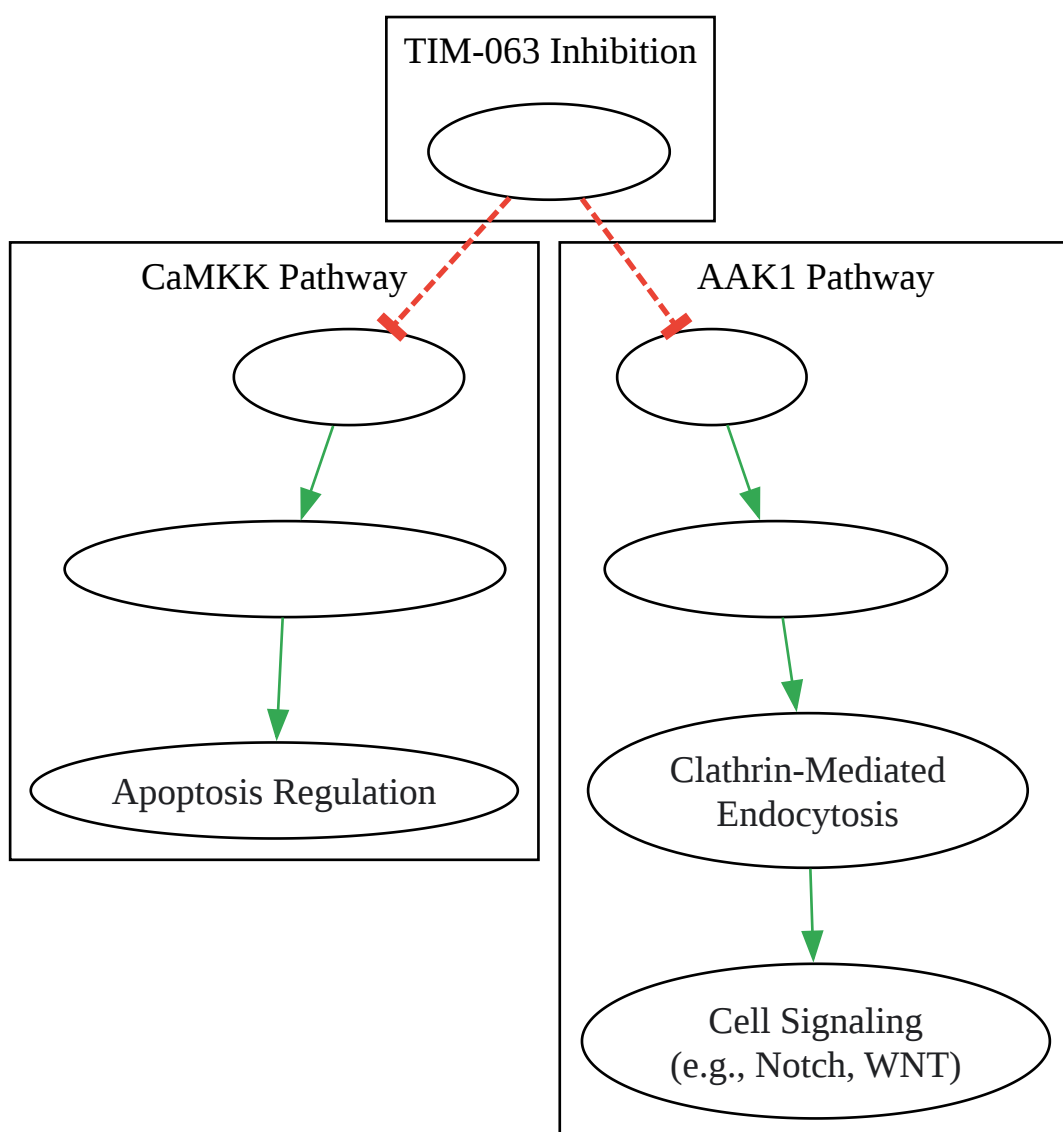 TIM-063 Inhibition
CaMKK Pathway
Apoptosis Regulation
AAK1 Pathway
Clathrin-Mediated
Endocytosis
Cell Signaling
(e.g., Notch, WNT)